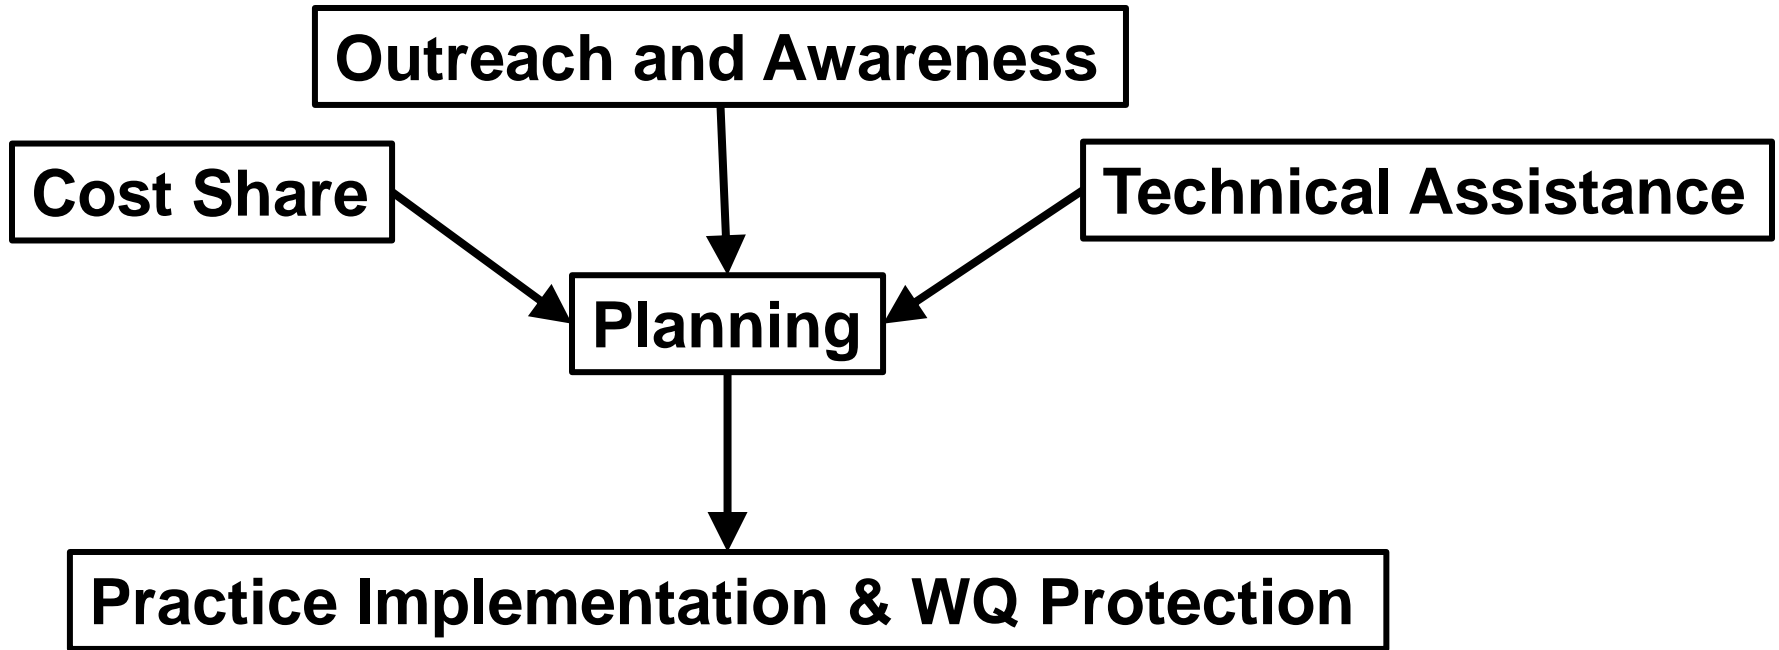 Outreach and Awareness
Cost Share
Technical Assistance
Planning
Practice Implementation & WQ Protection